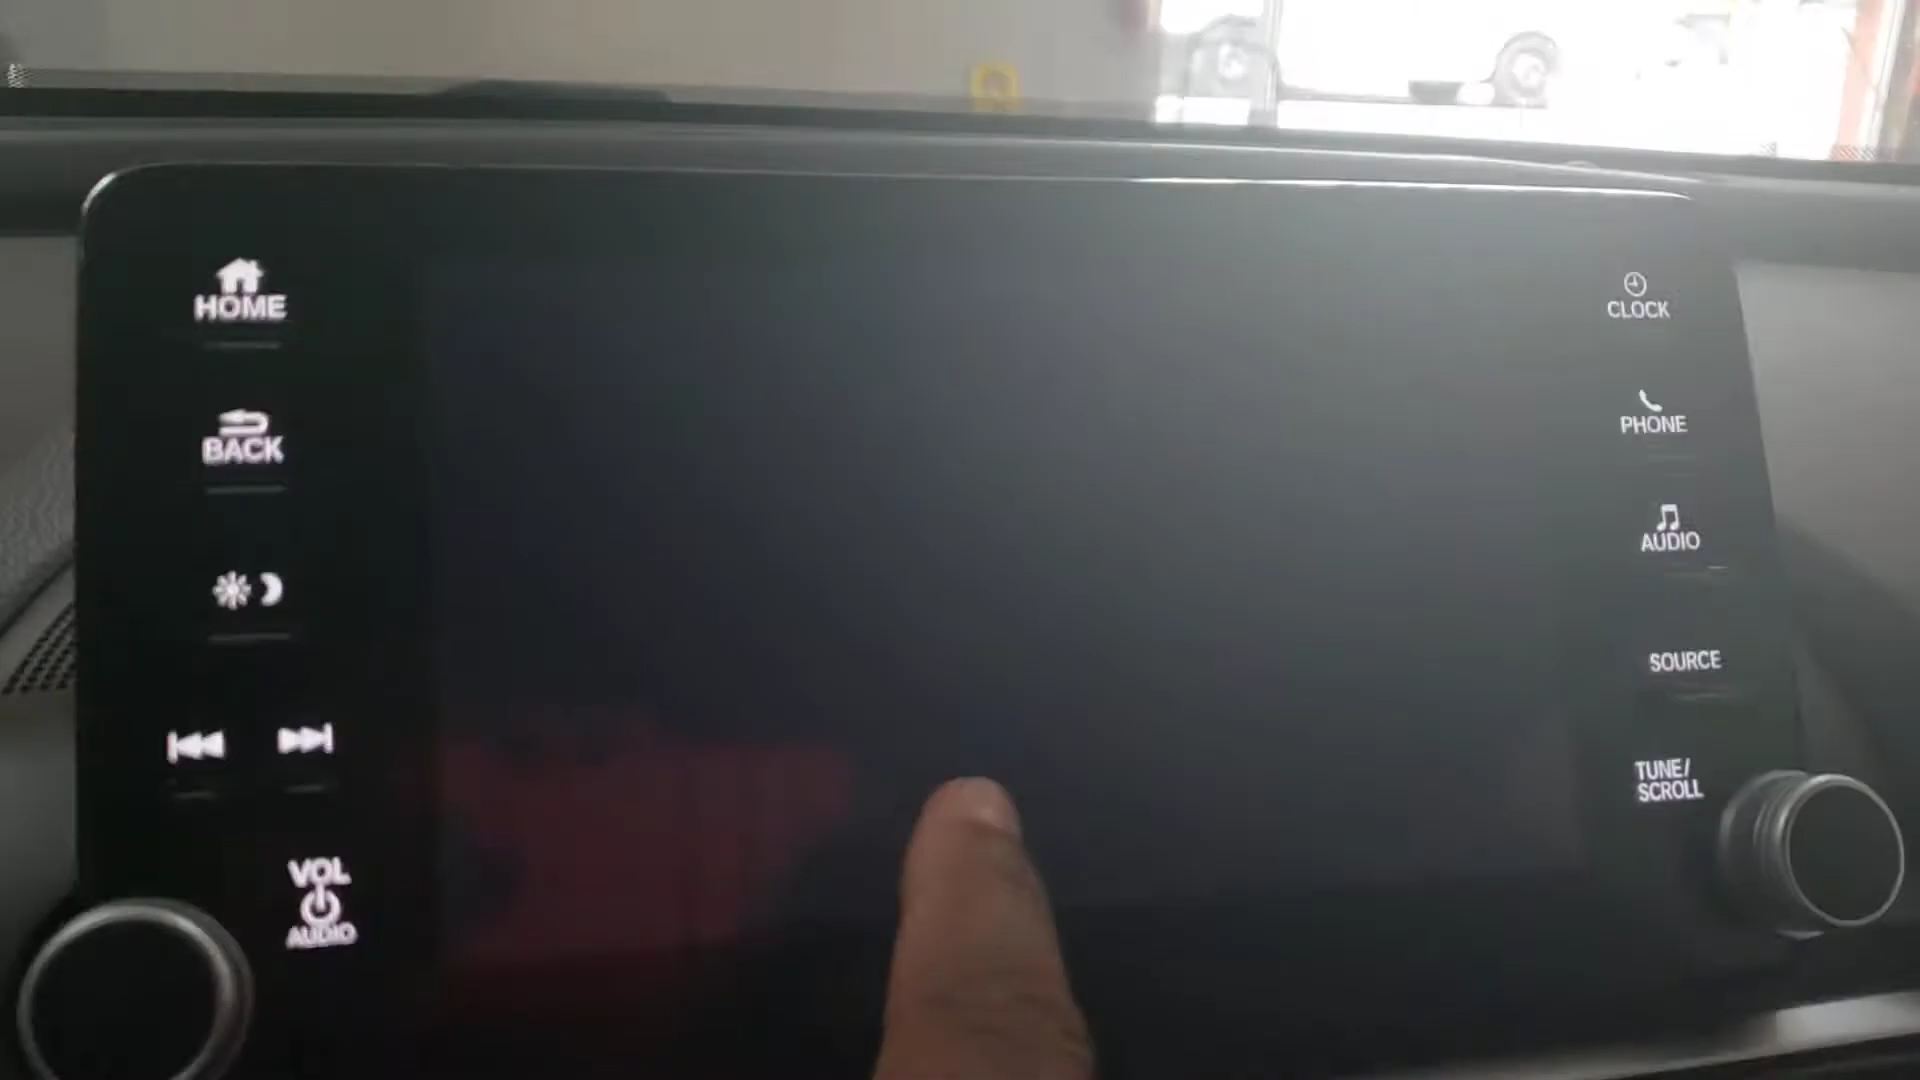 HOME
BACK
VOL
AUDIO
CLOCK
PHONE
AUDIO
SOURCE
TUNE/
SCROLL